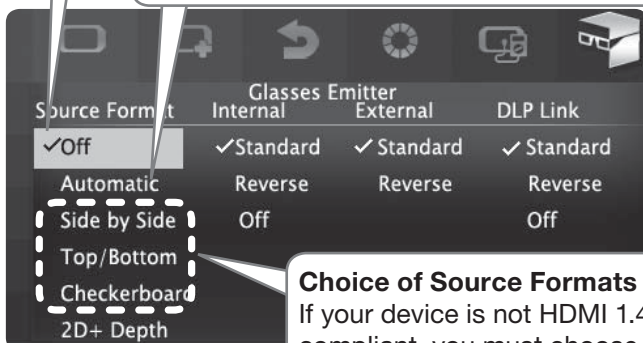 Glasses Emitter
Source Format Internal External DLP Link
✓Off ✓Standard ✓Standard ✓Standard
Automatic Reverse Reverse Reverse
Side by Side Off Off
Top/Bottom
Checkerboard
2D+ Depth
Choice of Source Formats
If your device is not HDMI 1.4
compliant, you must choose